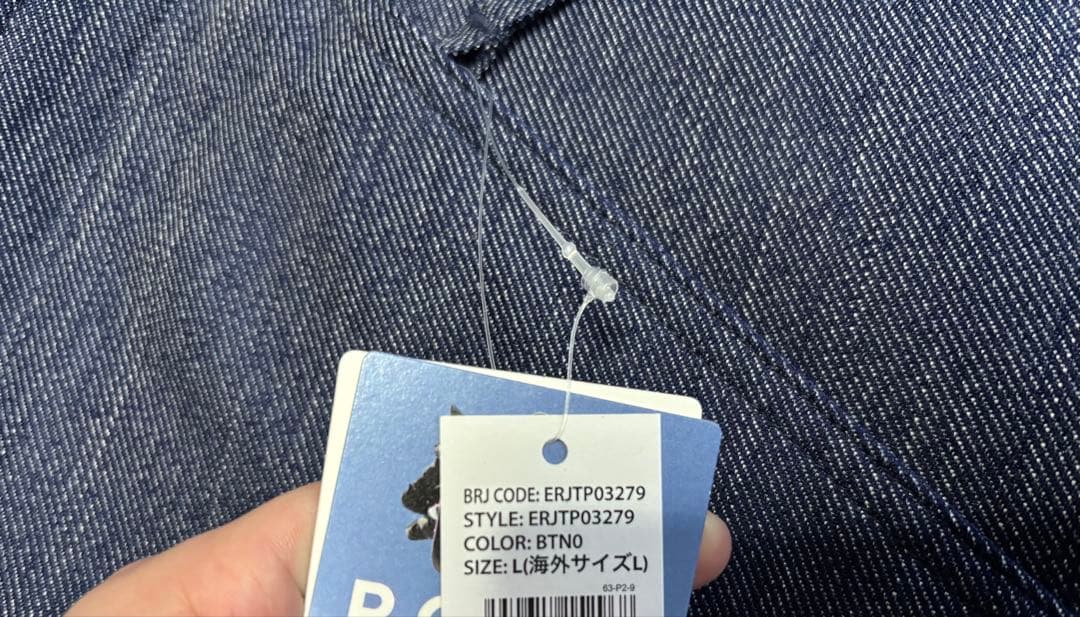 BRJ CODE: ERJTP03279
STYLE: ERJTP03279
COLOR: BTN0
SIZE: L(海外サイズL)
63-P2-9